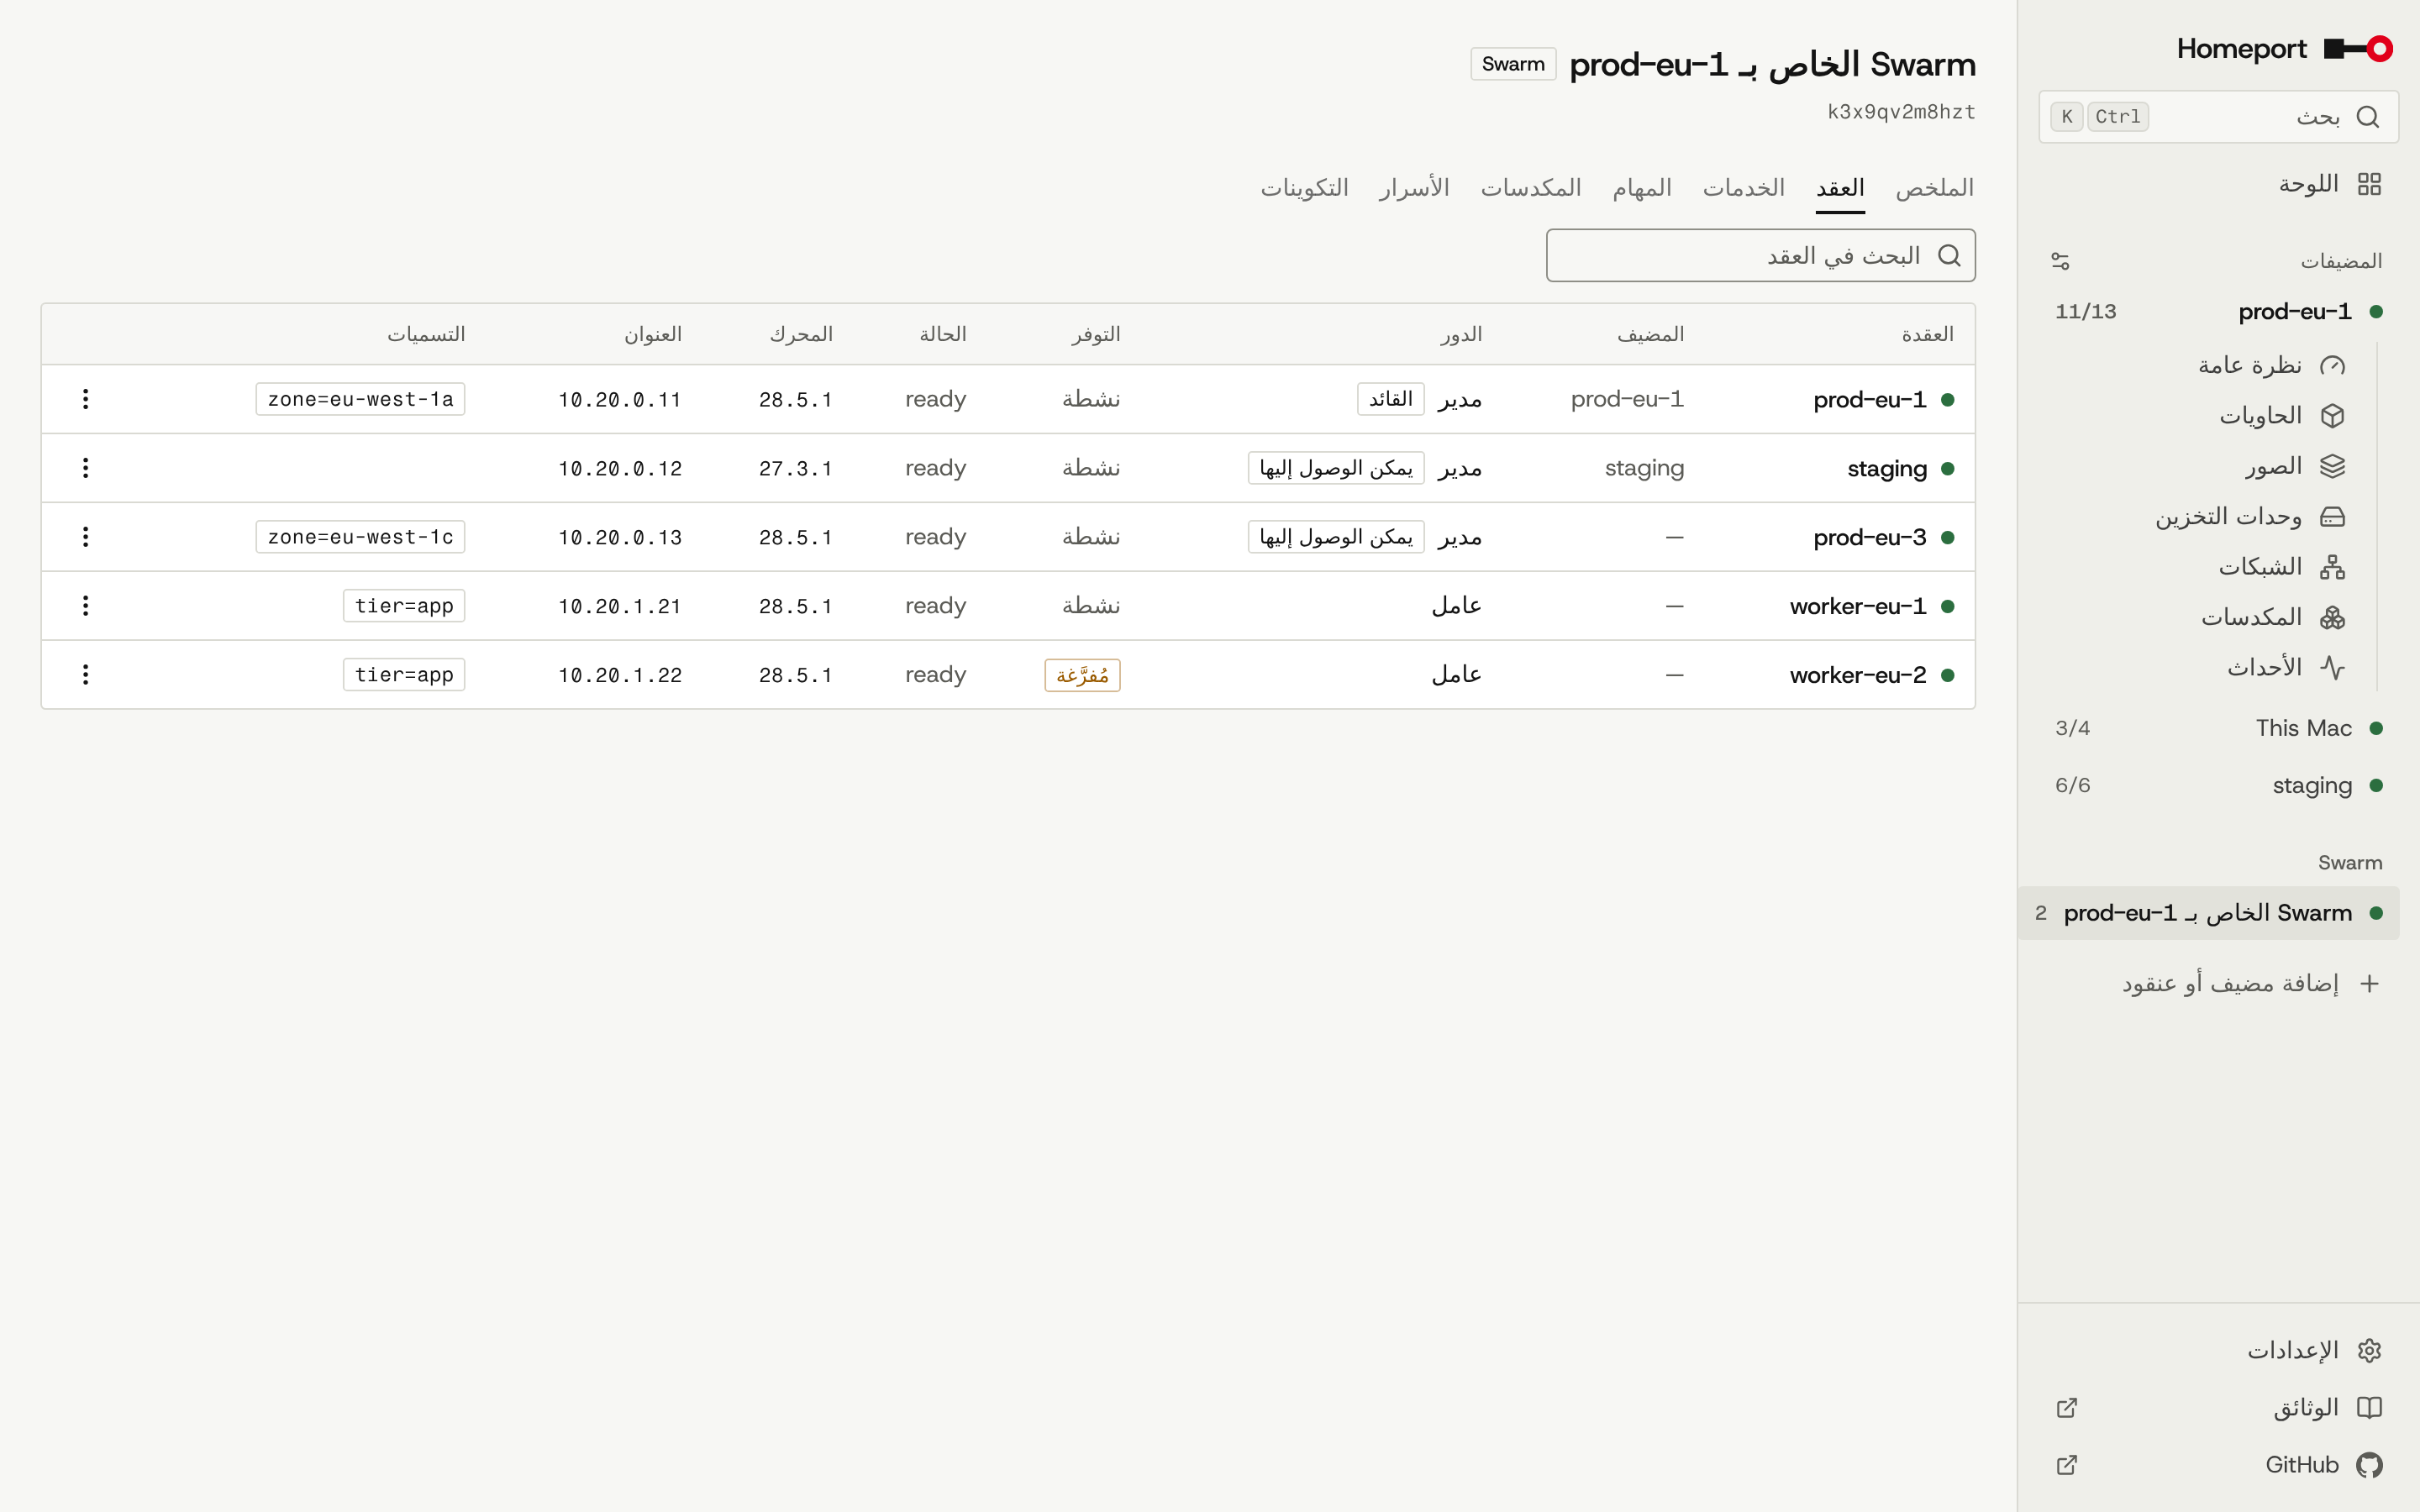 Homeport
بحث Ctrl K
اللوحة
المضيفات
prod-eu-1 11/13
نظرة عامة
الحاويات
الصور
وحدات التخزين
الشبكات
المكدسات
الأحداث
This Mac 3/4
staging 6/6
Swarm
Swarm الخاص بـ prod-eu-1 2
إضافة مضيف أو عنقود
الإعدادات
الوثائق
GitHub
Swarm الخاص بـ prod-eu-1 Swarm
k3x9qv2m8hzt
الملخص العقد الخدمات المهام المكدسات الأسرار التكوينات
البحث في العقد
العقدة المضيف الدور التوفر الحالة المحرك العنوان التسميات
prod-eu-1 prod-eu-1 مدير القائد نشطة ready 28.5.1 10.20.0.11 zone=eu-west-1a
staging staging مدير يمكن الوصول إليها نشطة ready 27.3.1 10.20.0.12
prod-eu-3 — مدير يمكن الوصول إليها نشطة ready 28.5.1 10.20.0.13 zone=eu-west-1c
worker-eu-1 — عامل نشطة ready 28.5.1 10.20.1.21 tier=app
worker-eu-2 — عامل مُفرَّغة ready 28.5.1 10.20.1.22 tier=app